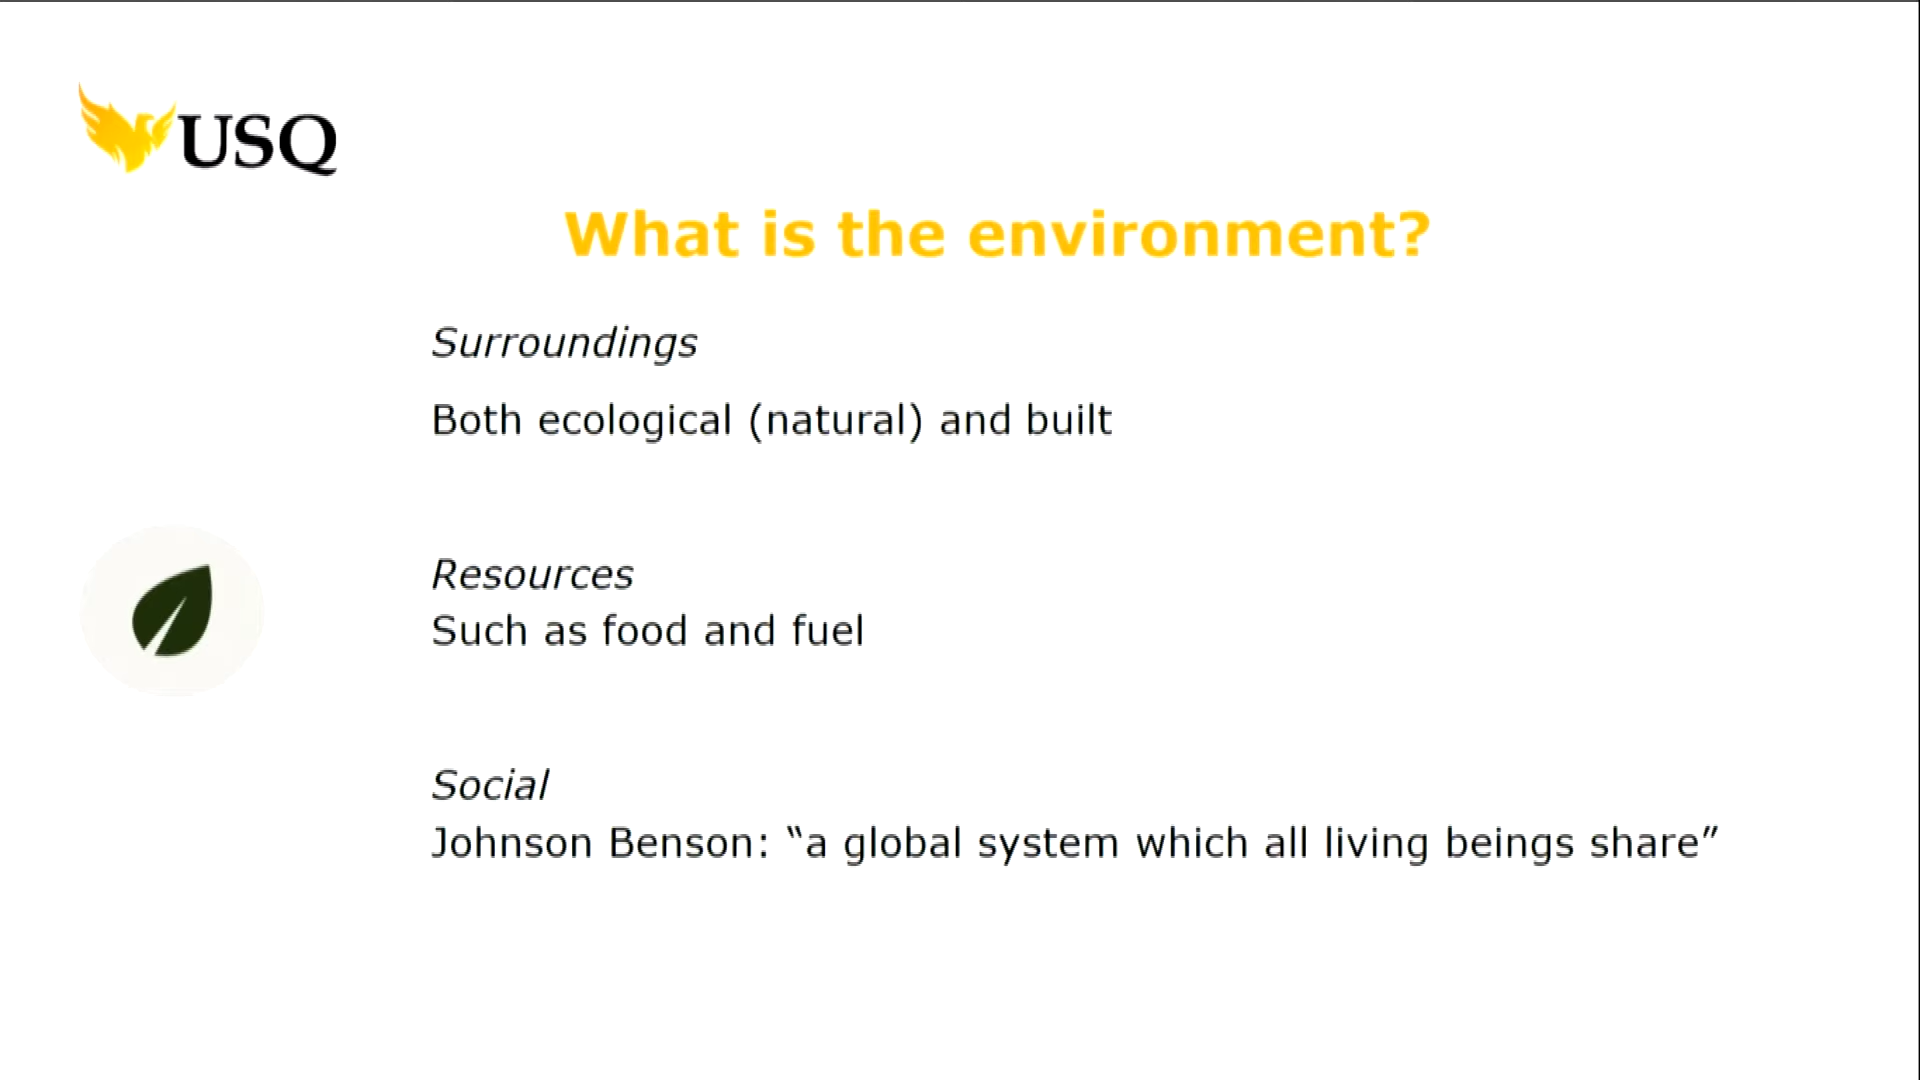 USQ
What is the environment?
Surroundings
Both ecological (natural) and built
Resources
Such as food and fuel
Social
Johnson Benson: “a global system which all living beings share”